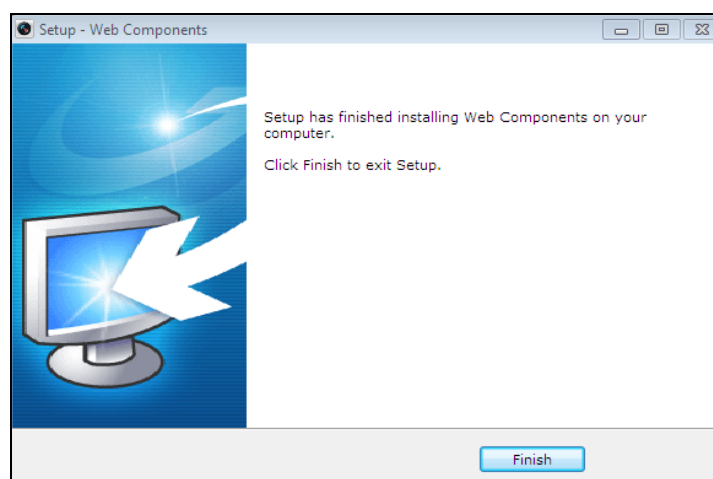 Setup - Web Components
Setup has finished installing Web Components on your
computer.
Click Finish to exit Setup.
Finish